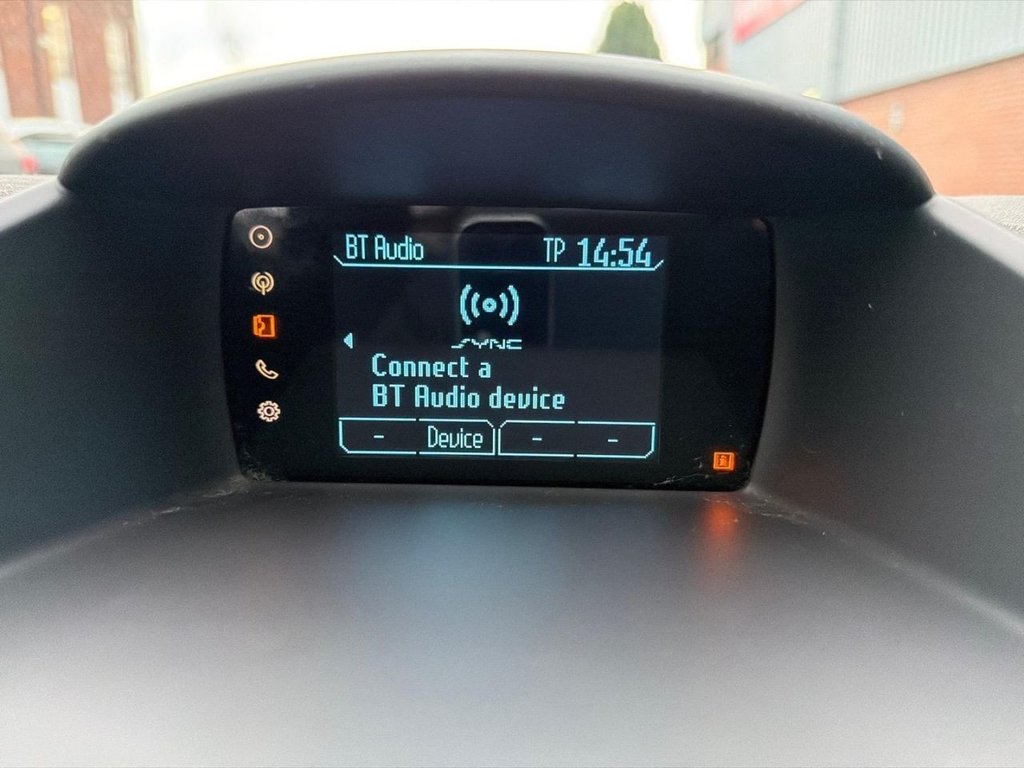 BT Audio TP 14:54
SYNC
Connect a
BT Audio device
- Device - -